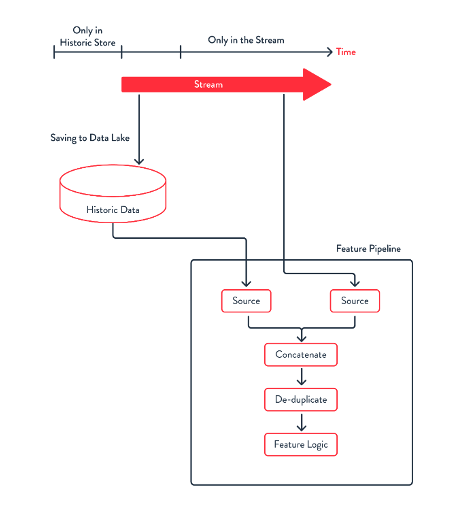 Only in
Historic Store
Only in the Stream
Time
Stream
Saving to Data Lake
Historic Data
Feature Pipeline
Source
Source
Concatenate
De-duplicate
Feature Logic